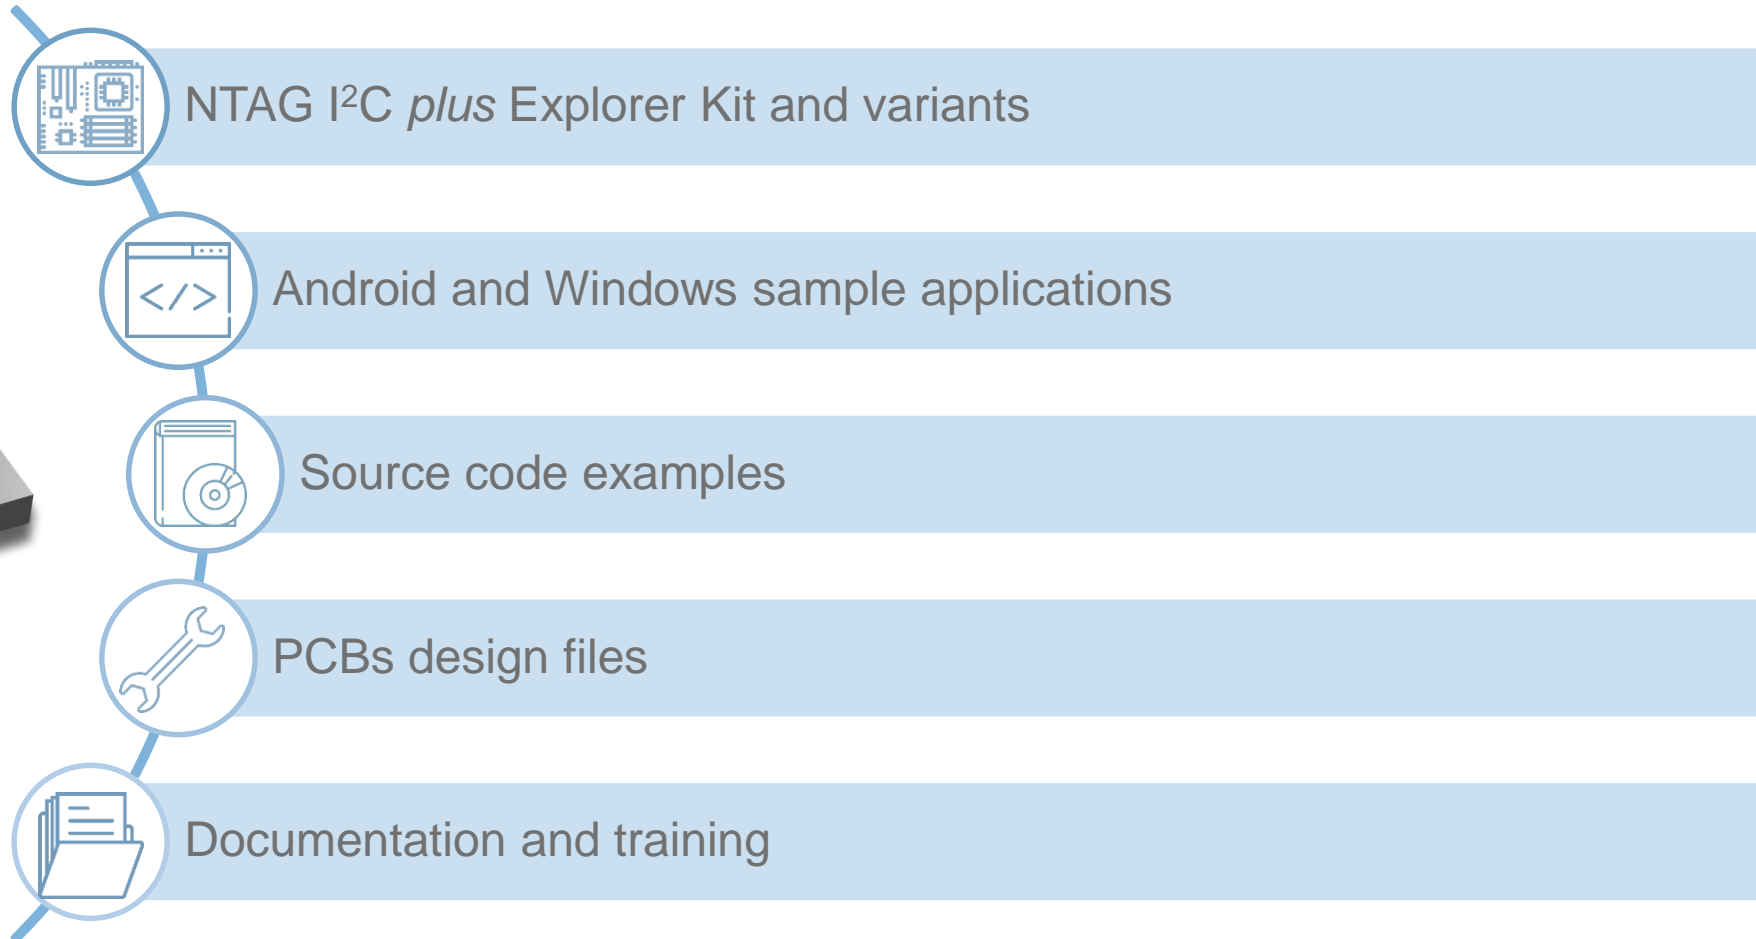 NTAG I²C plus Explorer Kit and variants
</>
Android and Windows sample applications
Source code examples
PCBs design files
Documentation and training